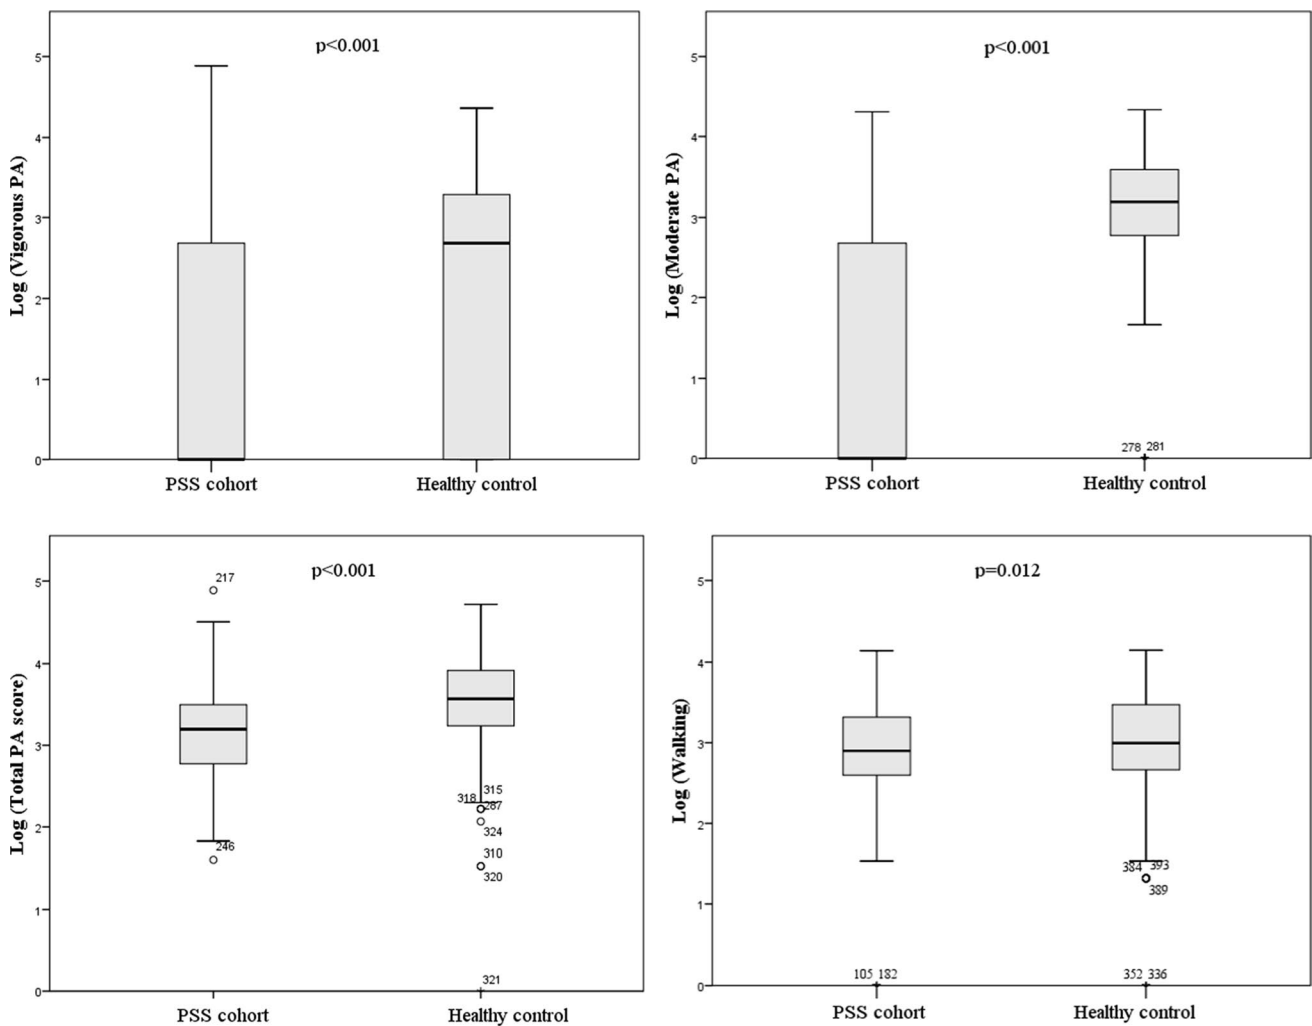 p<0.001
Log (Vigorous PA)
5
4
3
2
1
0
PSS cohort
Healthy control
p<0.001
Log (Moderate PA)
5
4
3
2
1
0
278 281
PSS cohort
Healthy control
p<0.001
Log (Total PA score)
5
4
3
2
1
0
217
246
315
318 287
324
310
320
321
PSS cohort
Healthy control
p=0.012
Log (Walking)
5
4
3
2
1
0
384 393
389
105 182
352 336
PSS cohort
Healthy control